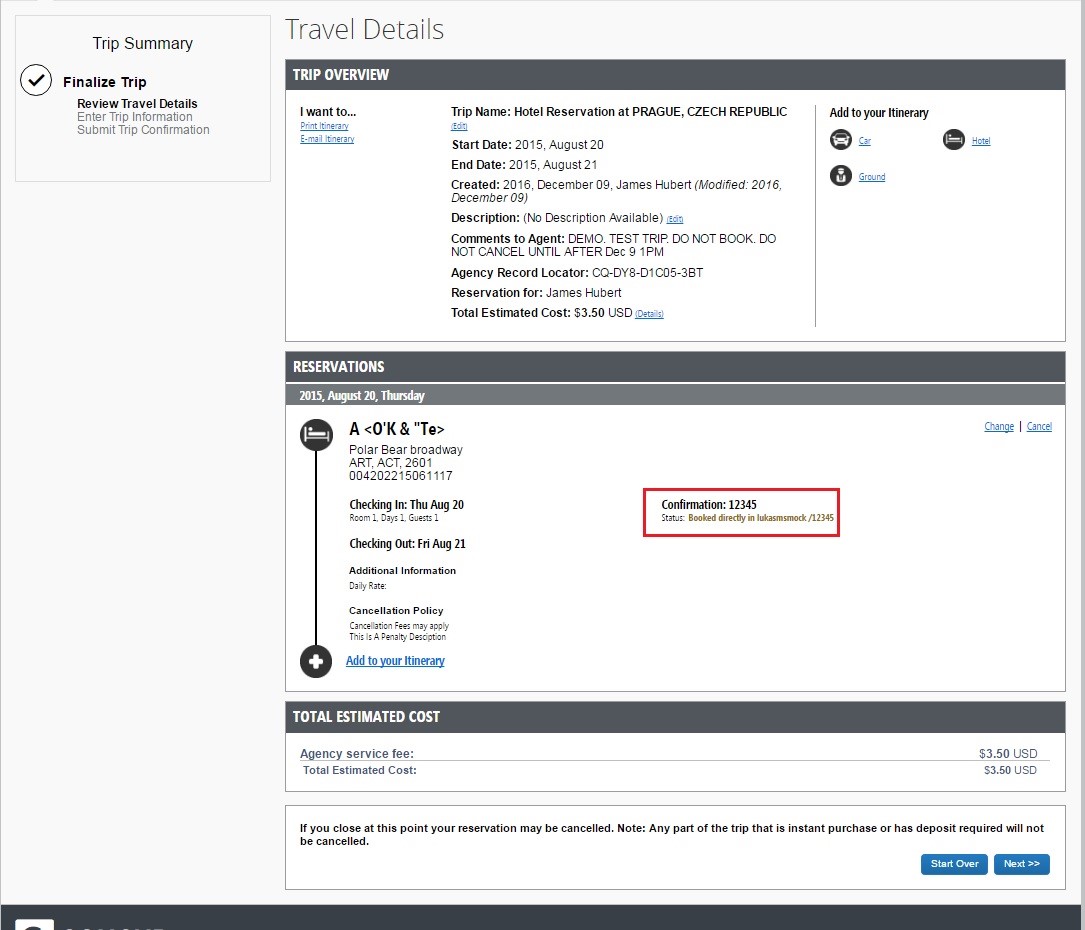 Trip Summary
Finalize Trip
Review Travel Details
Enter Trip Information
Submit Trip Confirmation
Travel Details
TRIP OVERVIEW
I want to...
Print Itinerary
E-mail Itinerary
Trip Name: Hotel Reservation at PRAGUE, CZECH REPUBLIC
(Edit)
Start Date: 2015, August 20
End Date: 2015, August 21
Created: 2016, December 09, James Hubert (Modified: 2016,
December 09)
Description: (No Description Available) (Edit)
Comments to Agent: DEMO. TEST TRIP. DO NOT BOOK. DO
NOT CANCEL UNTIL AFTER Dec 9 1PM
Agency Record Locator: CQ-DY8-D1C05-3BT
Reservation for: James Hubert
Total Estimated Cost: $3.50 USD (Details)
Add to your Itinerary
Car
Hotel
Ground
RESERVATIONS
2015, August 20, Thursday
A <O'K & "Te>
Change | Cancel
Polar Bear broadway
ART, ACT, 2601
004202215061117
Checking In: Thu Aug 20
Room 1, Days 1, Guests 1
Confirmation: 12345
Status: Booked directly in lukasmsmock /12345
Checking Out: Fri Aug 21
Additional Information
Daily Rate:
Cancellation Policy
Cancellation Fees may apply
This Is A Penalty Desciption
Add to your Itinerary
TOTAL ESTIMATED COST
Agency service fee: $3.50 USD
Total Estimated Cost: $3.50 USD
If you close at this point your reservation may be cancelled. Note: Any part of the trip that is instant purchase or has deposit required will not
be cancelled.
Start Over
Next >>